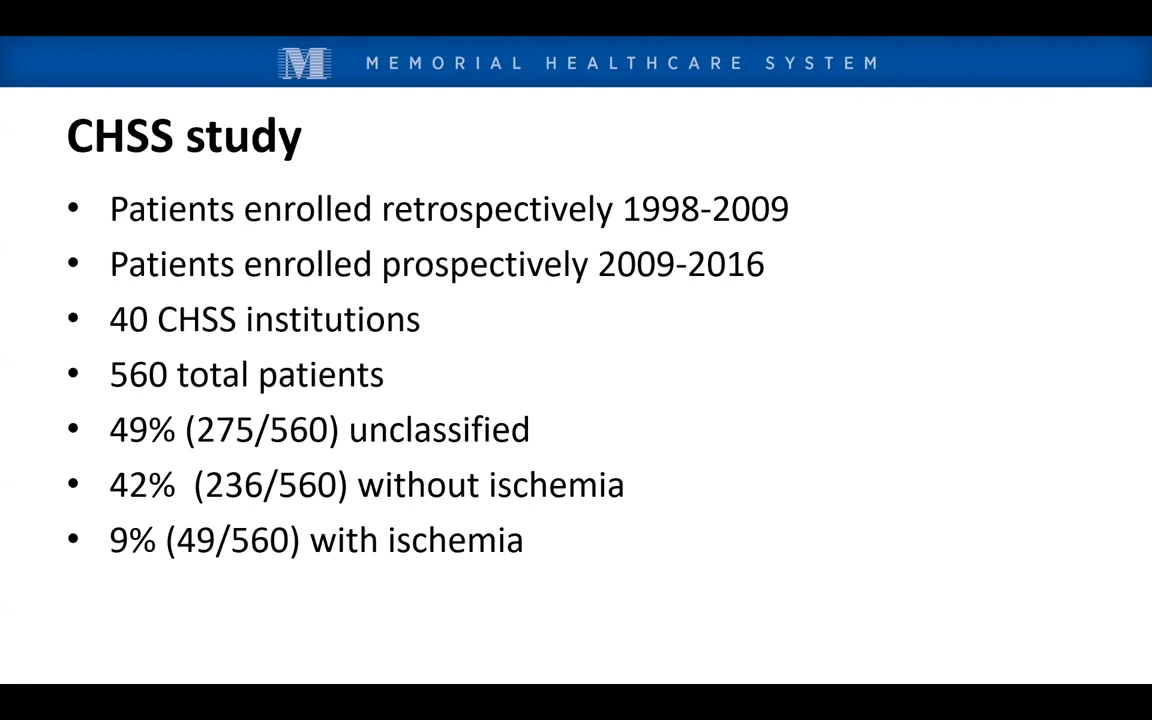 M MEMORIAL HEALTHCARE SYSTEM
CHSS study
• Patients enrolled retrospectively 1998-2009
• Patients enrolled prospectively 2009-2016
• 40 CHSS institutions
• 560 total patients
• 49% (275/560) unclassified
• 42%  (236/560) without ischemia
• 9% (49/560) with ischemia